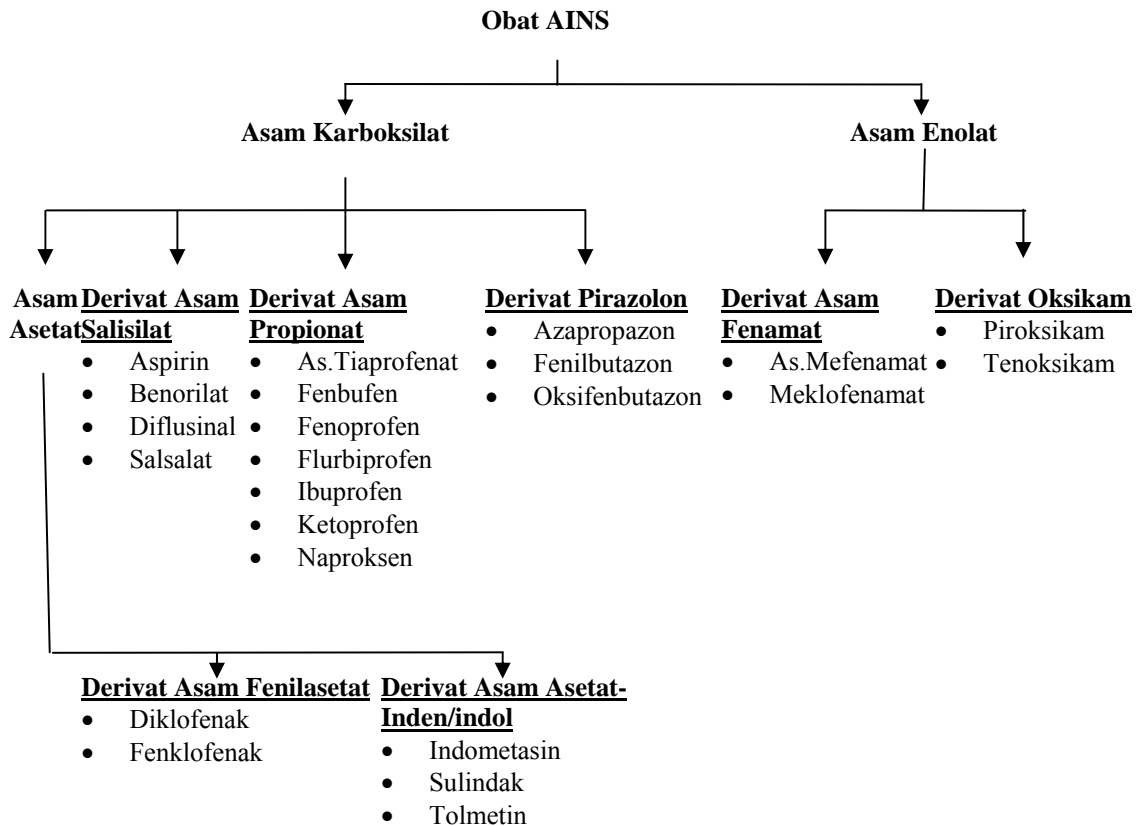 Obat AINS
Asam Karboksilat
Asam Enolat
Asam
Asetat
Derivat Asam
Salisilat
• Aspirin
• Benorilat
• Diflusinal
• Salsalat
Derivat Asam
Propionat
• As.Tiaprofenat
• Fenbufen
• Fenoprofen
• Flurbiprofen
• Ibuprofen
• Ketoprofen
• Naproksen
Derivat Pirazolon
• Azapropazon
• Fenilbutazon
• Oksifenbutazon
Derivat Asam
Fenamat
• As.Mefenamat
• Meklofenamat
Derivat Oksikam
• Piroksikam
• Tenoksikam
Derivat Asam Fenilasetat
• Diklofenak
• Fenklofenak
Derivat Asam Asetat-
Inden/indol
• Indometasin
• Sulindak
• Tolmetin